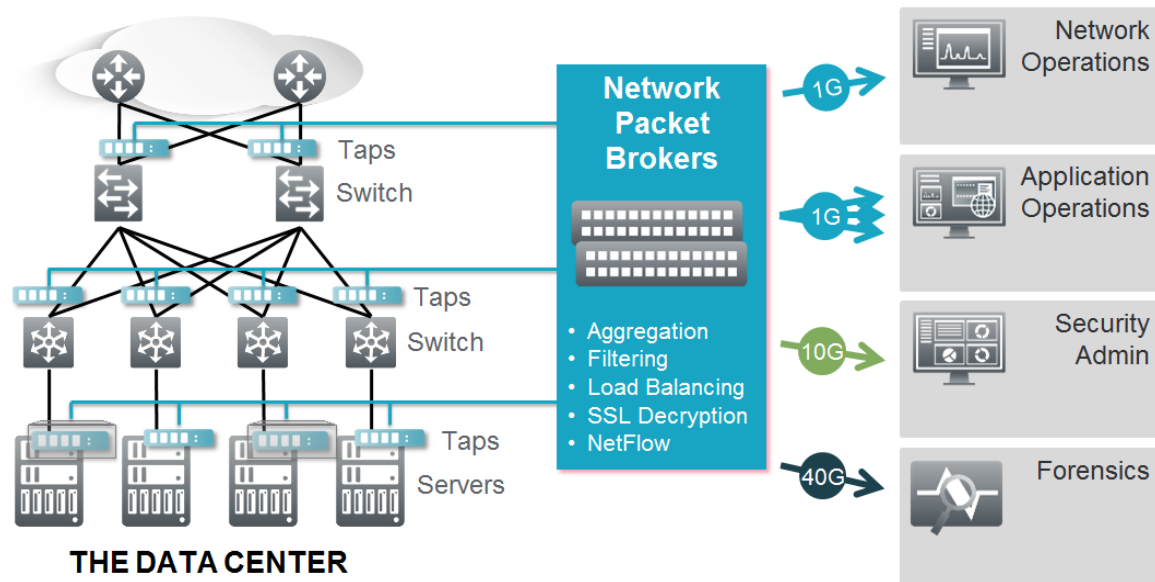 Taps
Switch
Taps
Switch
Taps
Servers
THE DATA CENTER
Network
Packet
Brokers
• Aggregation
• Filtering
• Load Balancing
• SSL Decryption
• NetFlow
1G
1G
10G
40G
Network
Operations
Application
Operations
Security
Admin
Forensics